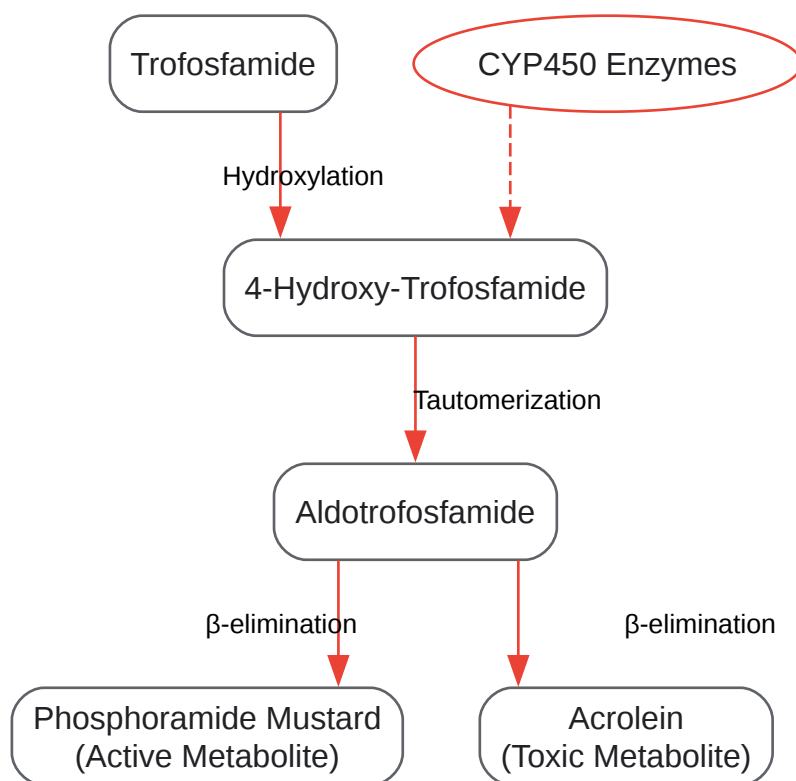 Trofosfamide
CYP450 Enzymes
Hydroxylation
4-Hydroxy-Trofosfamide
Tautomerization
Aldotrofosfamide
β-elimination
β-elimination
Phosphoramide Mustard
(Active Metabolite)
Acrolein
(Toxic Metabolite)